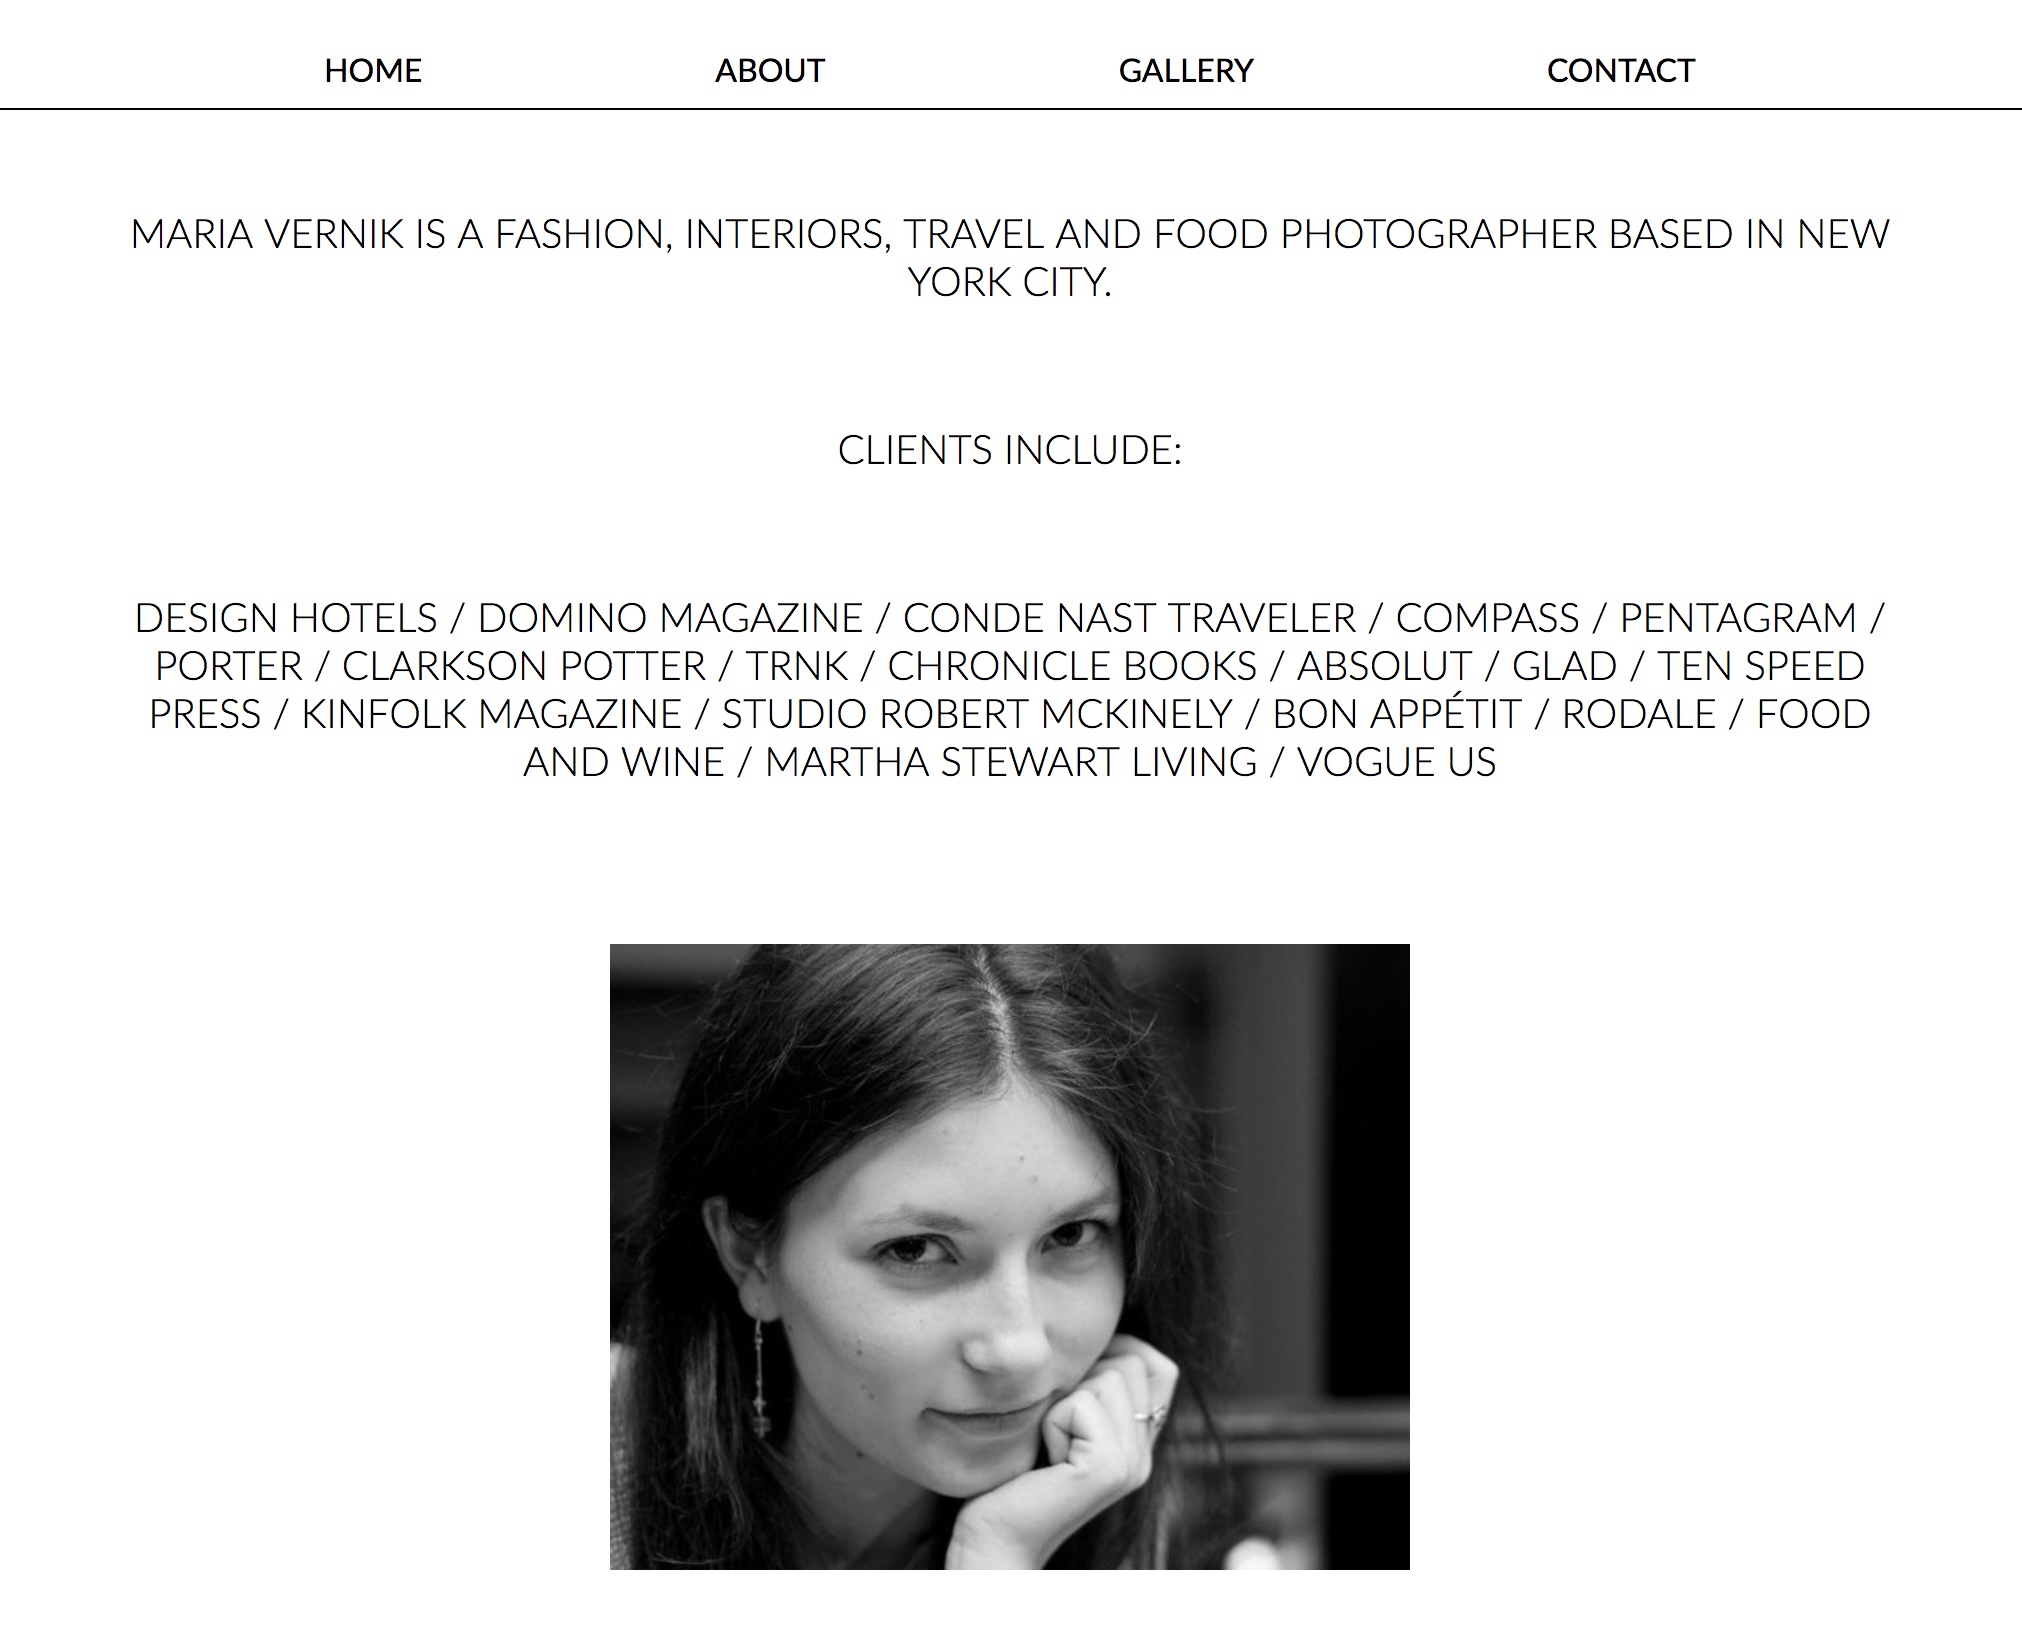 HOME ABOUT GALLERY CONTACT
MARIA VERNIK IS A FASHION, INTERIORS, TRAVEL AND FOOD PHOTOGRAPHER BASED IN NEW
YORK CITY.
CLIENTS INCLUDE:
DESIGN HOTELS / DOMINO MAGAZINE / CONDE NAST TRAVELER / COMPASS / PENTAGRAM /
PORTER / CLARKSON POTTER / TRNK / CHRONICLE BOOKS / ABSOLUT / GLAD / TEN SPEED
PRESS / KINFOLK MAGAZINE / STUDIO ROBERT MCKINELY / BON APPÉTIT / RODALE / FOOD
AND WINE / MARTHA STEWART LIVING / VOGUE US